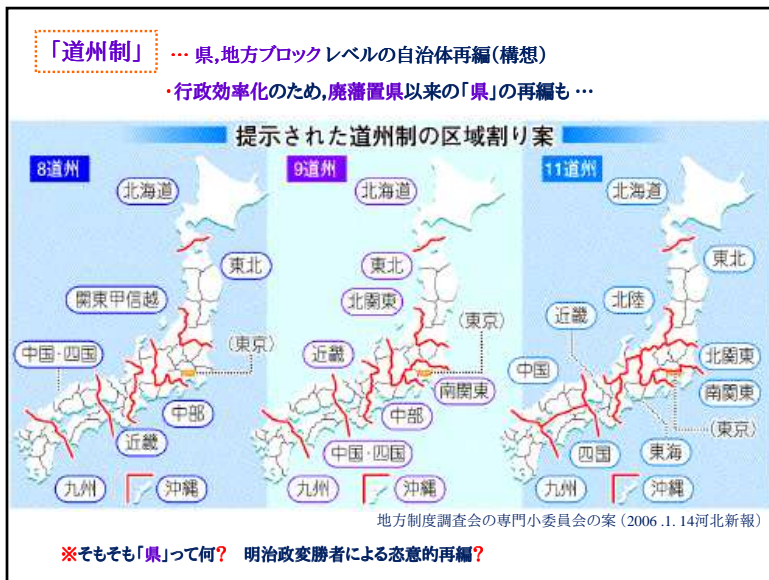 「道州制」 … 県,地方ブロックレベルの自治体再編(構想)
・行政効率化のため,廃藩置県以来の「県」の再編も …
提示された道州制の区域割り案
8道州
北海道
東北
関東甲信越
(東京)
中国・四国
中部
近畿
九州
沖縄
9道州
北海道
東北
北関東
(東京)
近畿
南関東
中部
中国・四国
九州
沖縄
11道州
北海道
東北
北陸
近畿
北関東
中国
南関東
(東京)
四国
東海
九州
沖縄
地方制度調査会の専門小委員会の案(2006 .1. 14河北新報)
※そもそも「県」って何? 明治政変勝者による恣意的再編?